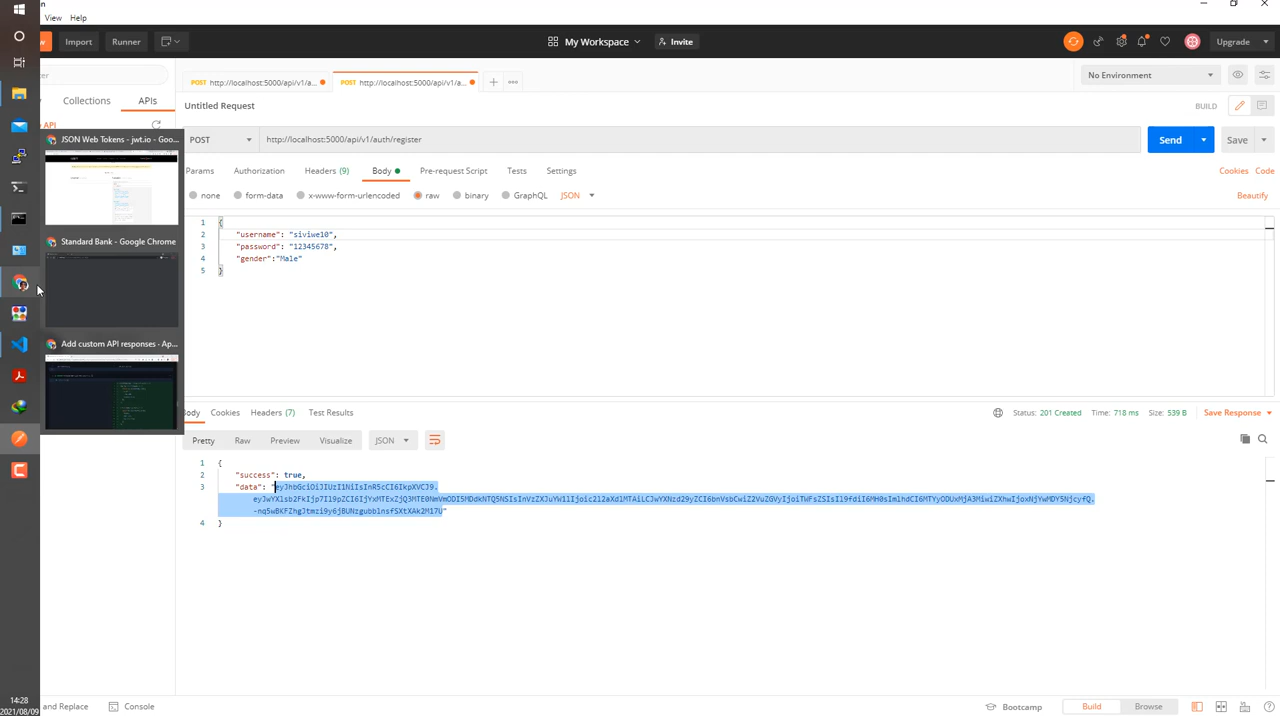 n
View Help
w Import Runner
My Workspace Invite
Upgrade
ter
POST http://localhost:5000/api/v1/a... POST http://localhost:5000/api/v1/a...
No Environment
Collections APIs
Untitled Request
BUILD
API
JSON Web Tokens - jwt.io - Goo...
POST http://localhost:5000/api/v1/auth/register
Send Save
Params Authorization Headers (9) Body Pre-request Script Tests Settings
Cookies Code
none form-data x-www-form-urlencoded raw binary GraphQL JSON
Beautify
1 {
2 "username": "siviwe10",
3 "password": "12345678",
4 "gender":"Male"
5 }
Standard Bank - Google Chrome
Add custom API responses - Ap...
Body Cookies Headers (7) Test Results
Status: 201 Created Time: 718 ms Size: 539 B Save Response
Pretty Raw Preview Visualize JSON
1 {
2 "success": true,
3 "data": "eyJhbGciOiJIUzI1NiIsInR5cCI6IkpXVCJ9.
4 }
14:28
2021/08/09
and Replace Console
Bootcamp Build Browse